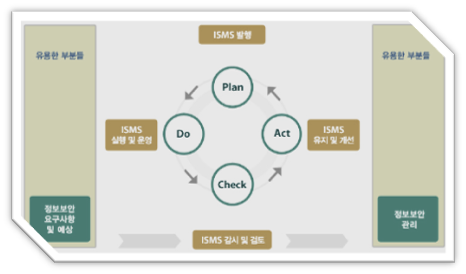 ISMS 발행
유용한 부분들
유용한 부분들
Plan
ISMS
실행 및 운영
Do
Act
ISMS
유지 및 개선
Check
정보보안
요구사항
및 예상
정보보안
관리
ISMS 감시 및 검토